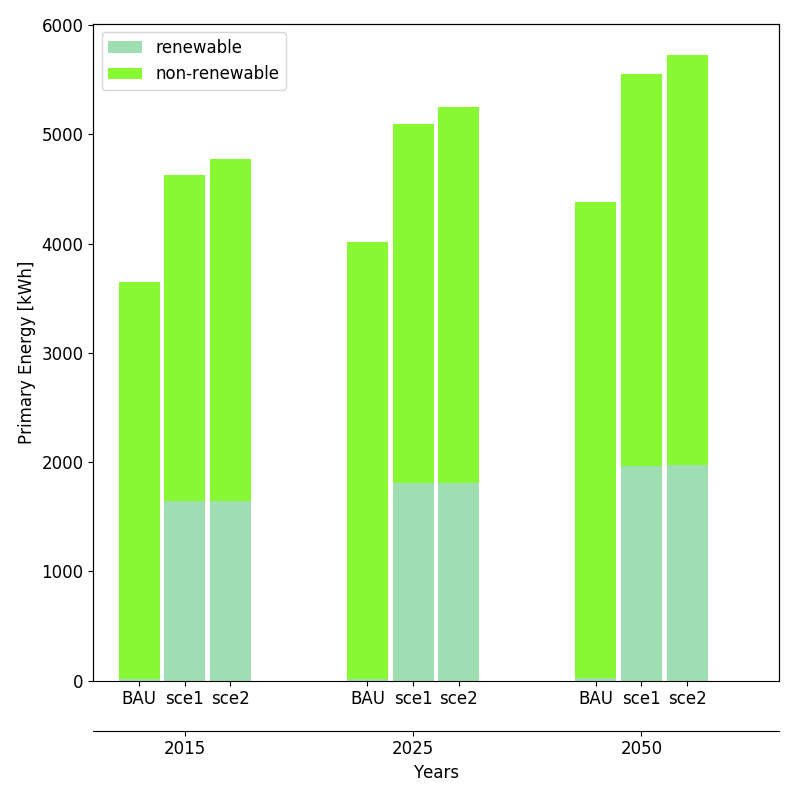 renewable
non-renewable
Primary Energy [kWh]
6000
5000
4000
3000
2000
1000
0
BAU sce1 sce2 BAU sce1 sce2 BAU sce1 sce2
2015 2025 2050
Years